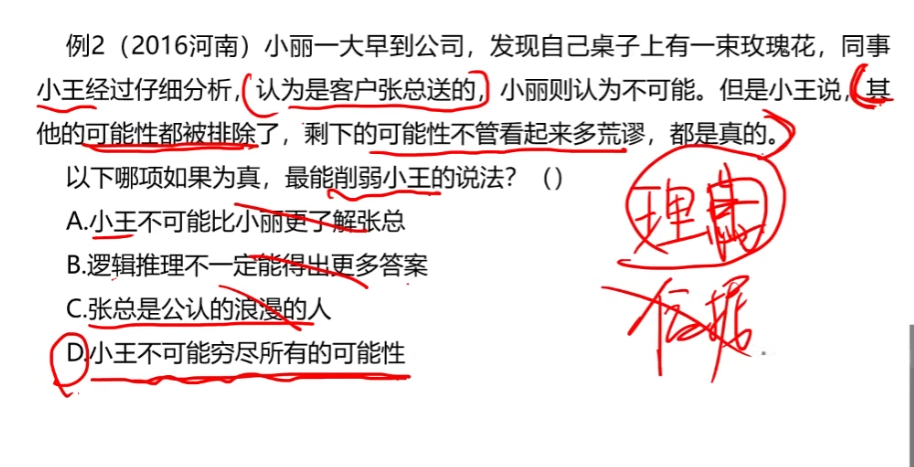 例2（2016河南）小丽一大早到公司，发现自己桌子上有一束玫瑰花，同事
小王经过仔细分析，认为是客户张总送的，小丽则认为不可能。但是小王说，其
他的可能性都被排除了，剩下的可能性不管看起来多荒谬，都是真的。
以下哪项如果为真，最能削弱小王的说法？（）
A.小王不可能比小丽更了解张总
B.逻辑推理不一定能得出更多答案
C.张总是公认的浪漫的人
D.小王不可能穷尽所有的可能性
理
据